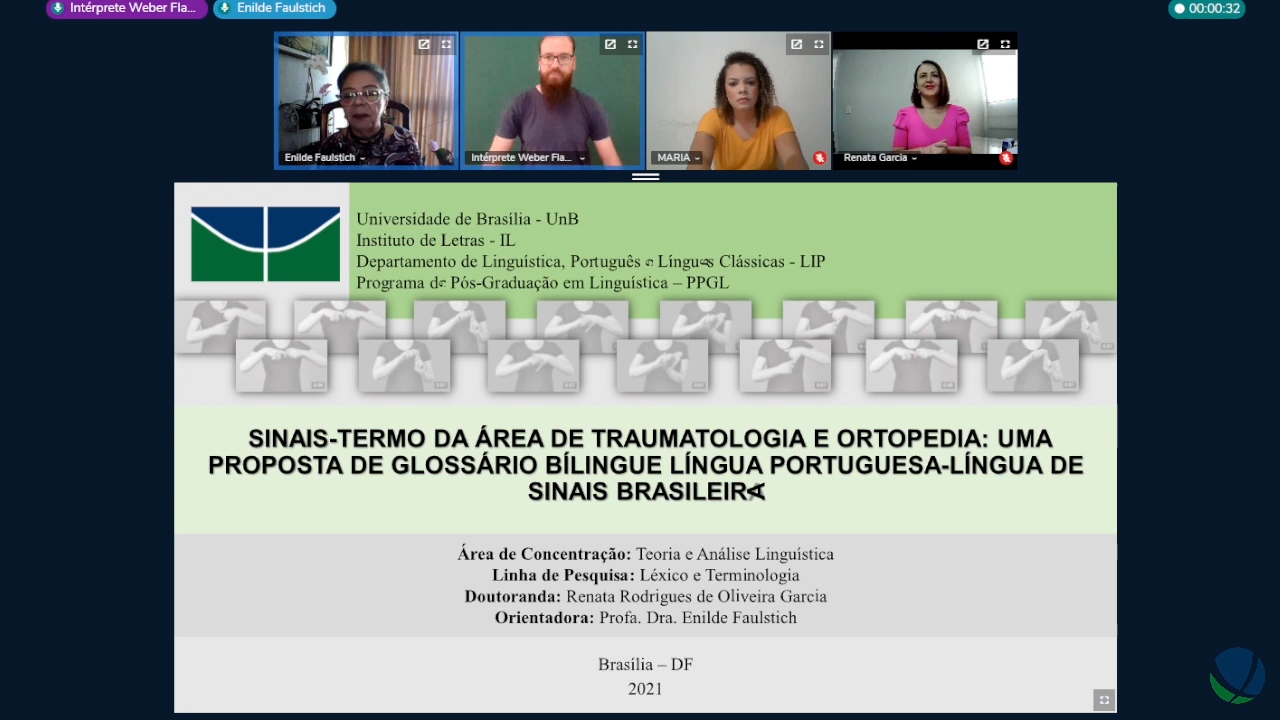 Intérprete Weber Fla...
Enilde Faulstich
00:00:32
Enilde Faulstich
Intérprete Weber Fla...
MARIA
Renata Garcia
Universidade de Brasília - UnB
Instituto de Letras - IL
Departamento de Linguística, Português e Línguas Clássicas - LIP
Programa de Pós-Graduação em Linguística – PPGL
SINAIS-TERMO DA ÁREA DE TRAUMATOLOGIA E ORTOPEDIA: UMA
PROPOSTA DE GLOSSÁRIO BÍLINGUE LÍNGUA PORTUGUESA-LÍNGUA DE
SINAIS BRASILEIRA
Área de Concentração: Teoria e Análise Linguística
Linha de Pesquisa: Léxico e Terminologia
Doutoranda: Renata Rodrigues de Oliveira Garcia
Orientadora: Profa. Dra. Enilde Faulstich
Brasília – DF
2021